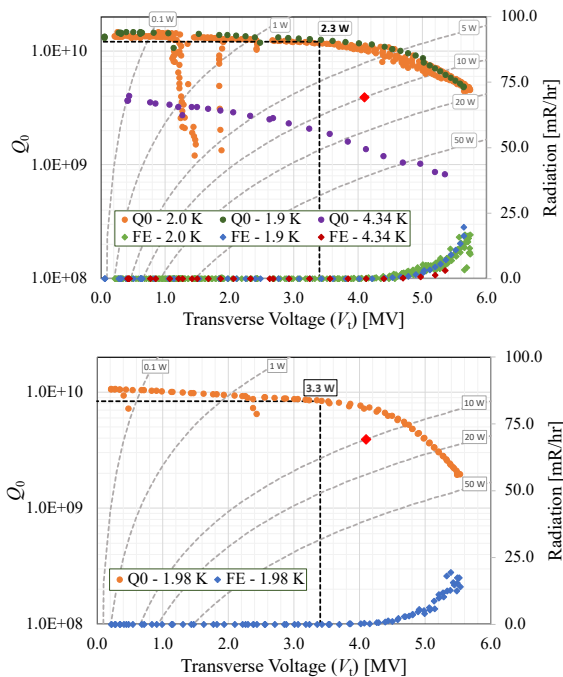 100.0
75.0
50.0
25.0
0.0
Radiation [mR/hr]
1.0E+10
1.0E+09
1.0E+08
Q0
0.1 W
1 W
2.3 W
5 W
10 W
20 W
50 W
Q0 - 2.0 K Q0 - 1.9 K Q0 - 4.34 K
FE - 2.0 K FE - 1.9 K FE - 4.34 K
0.0 1.0 2.0 3.0 4.0 5.0 6.0
Transverse Voltage (Vt) [MV]
100.0
75.0
50.0
25.0
0.0
Radiation [mR/hr]
1.0E+10
1.0E+09
1.0E+08
Q0
0.1 W
1 W
3.3 W
10 W
20 W
50 W
Q0 - 1.98 K FE - 1.98 K
0.0 1.0 2.0 3.0 4.0 5.0 6.0
Transverse Voltage (Vt) [MV]